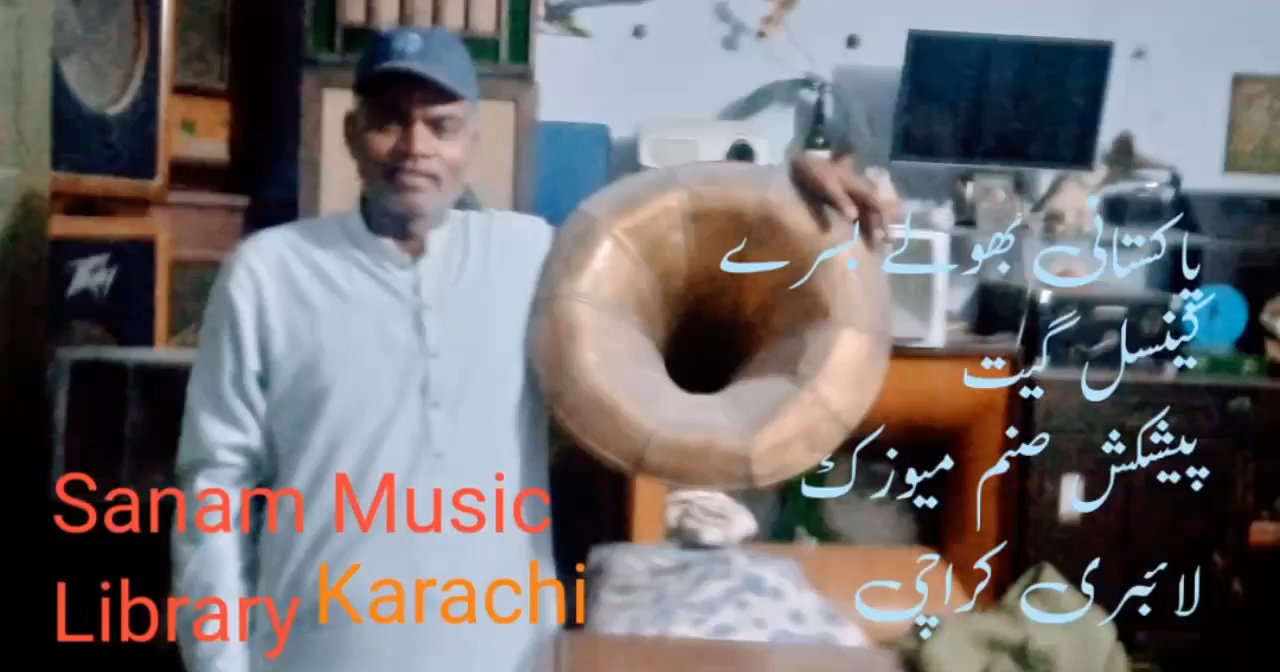 پاکستانی بھولے بسرے
کینسل گیت
پیشکش صنم میوزک
لائبری کراچی
Sanam Music
Library Karachi